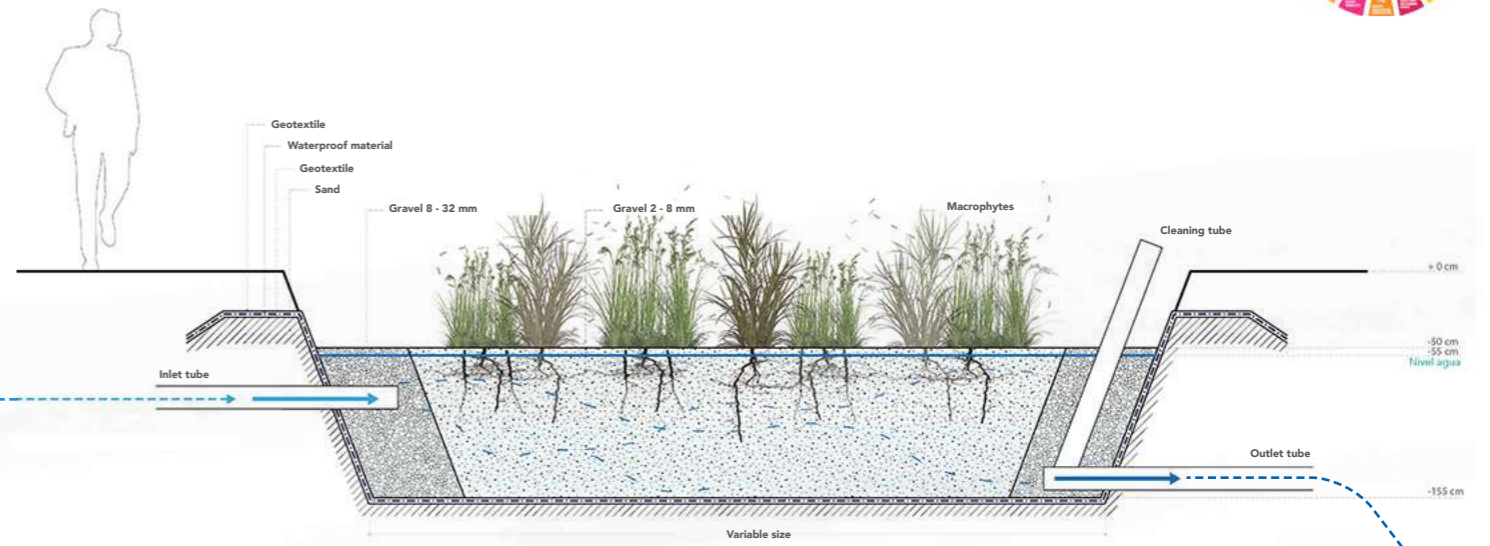 Geotextile
Waterproof material
Geotextile
Sand
Gravel 8 - 32 mm
Gravel 2 - 8 mm
Macrophytes
Cleaning tube
+ 0 cm
-50 cm
-55 cm
Nivel agua
Inlet tube
Outlet tube
-155 cm
Variable size